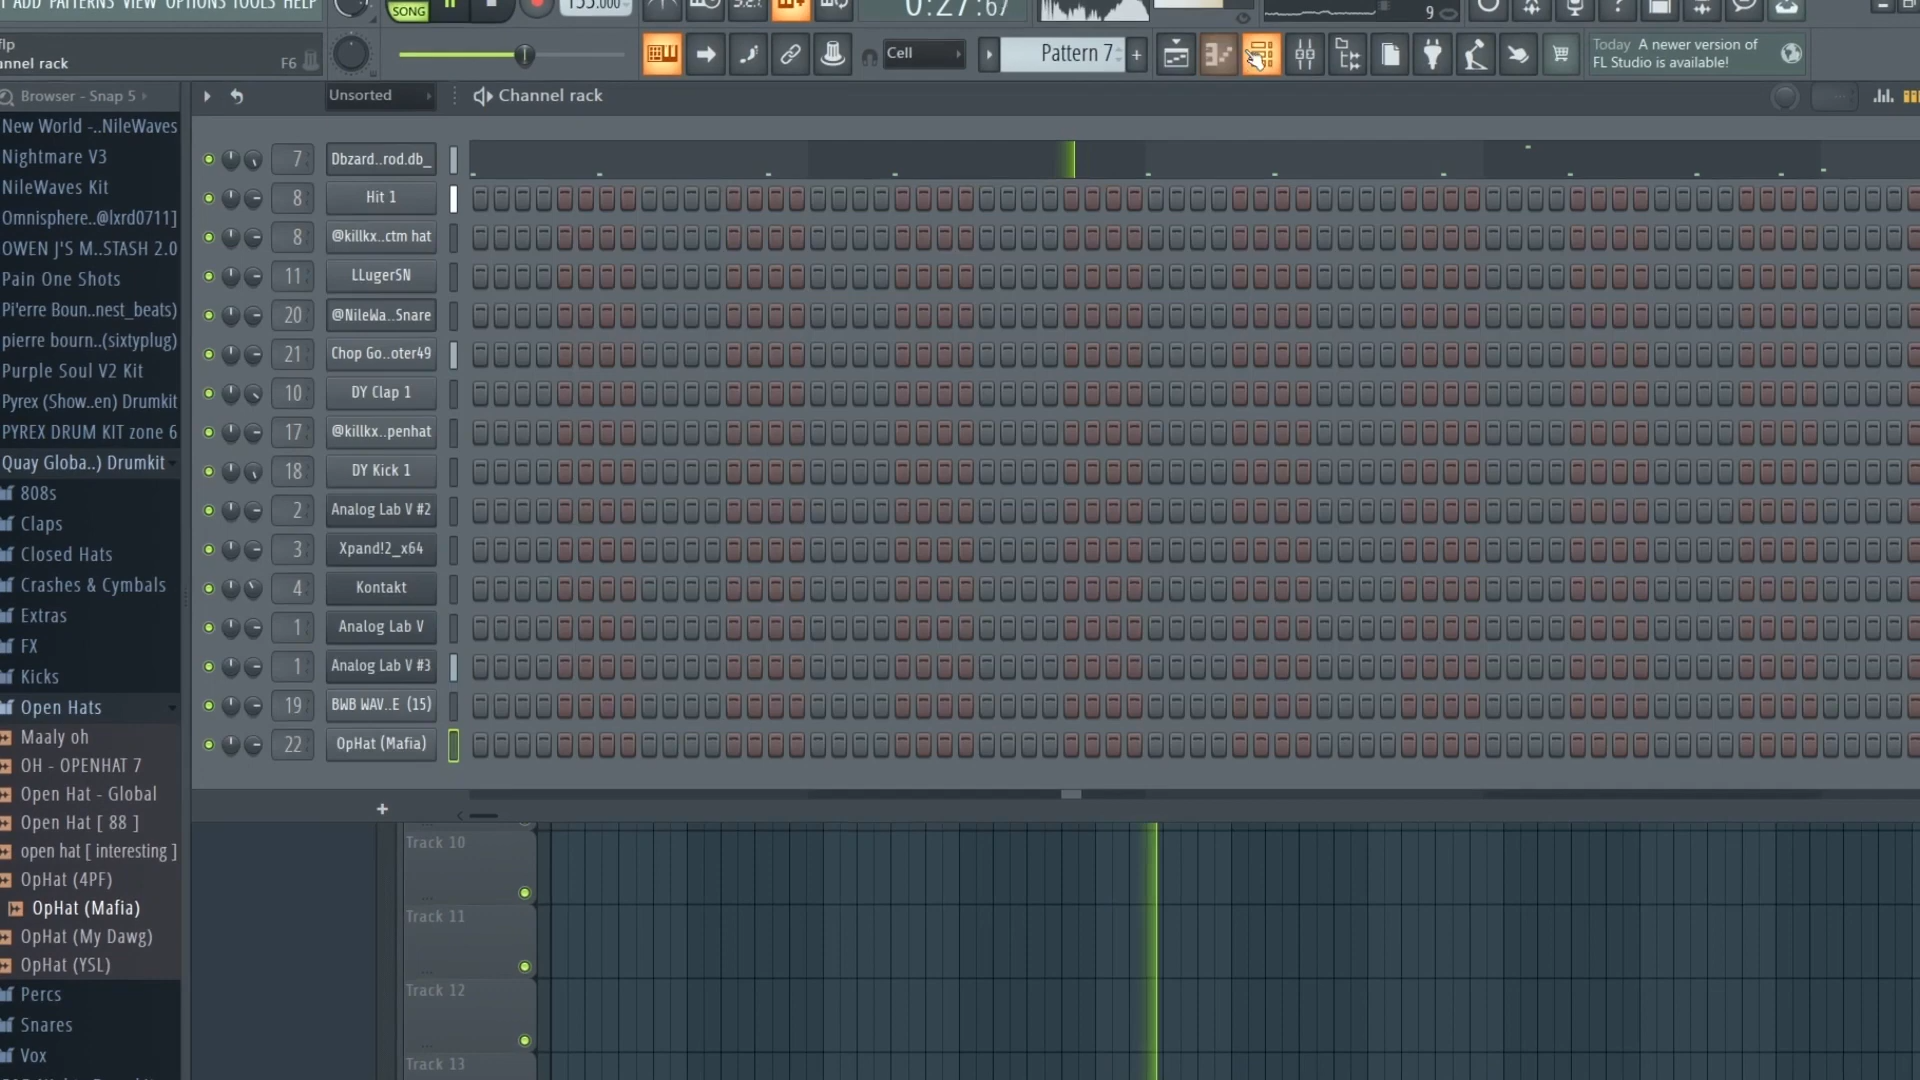 ADD PATTERNS VIEW OPTIONS TOOLS HELP
SONG
155.000
0:27:67
9
flp
annel rack
F6
Cell
Pattern 7
+
Today A newer version of
FL Studio is available!
Browser - Snap 5
Unsorted
Channel rack
New World -..NileWaves
Nightmare V3
NileWaves Kit
Omnisphere..@lxrd0711]
OWEN J'S M..STASH 2.0
Pain One Shots
Pi'erre Boun..nest_beats)
pierre bourn..(sixtyplug)
Purple Soul V2 Kit
Pyrex (Show..en) Drumkit
PYREX DRUM KIT zone 6
Quay Globa..) Drumkit
808s
Claps
Closed Hats
Crashes & Cymbals
Extras
FX
Kicks
Open Hats
Maaly oh
OH - OPENHAT 7
Open Hat - Global
Open Hat [ 88 ]
open hat [ interesting ]
OpHat (4PF)
OpHat (Mafia)
OpHat (My Dawg)
OpHat (YSL)
Percs
Snares
Vox
7 Dbzard..rod.db_
8 Hit 1
8 @killkx..ctm hat
11 LLugerSN
20 @NileWa..Snare
21 Chop Go..oter49
10 DY Clap 1
17 @killkx..penhat
18 DY Kick 1
2 Analog Lab V #2
3 Xpand!2_x64
4 Kontakt
1 Analog Lab V
1 Analog Lab V #3
19 BWB WAV..E (15)
22 OpHat (Mafia)
+
Track 10
Track 11
Track 12
Track 13